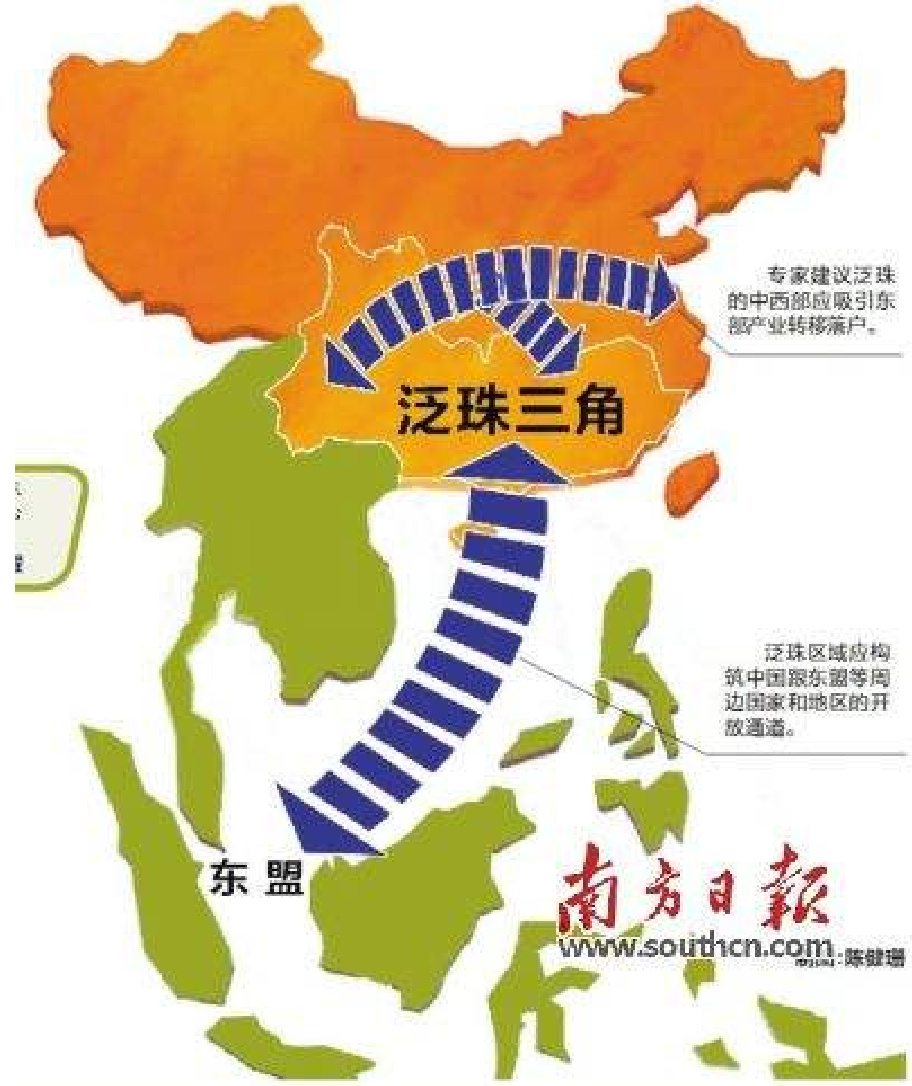 专家建议泛珠
的中西部应吸引东
部产业转移落户。
泛珠三角
泛珠区域应构
筑中国跟东盟等周
边国家和地区的开
放通道。
东盟
南方日报
www.southcn.com
陈健珊